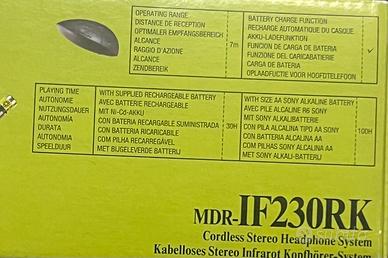 OPERATING RANGE
DISTANCE DE RECEPTION
OPTIMALER EMPFANGSBEREICH
ALCANCE
RAGGIO D'AZIONE
ALCANCE
ZENDBEREIK
7m
BATTERY CHARGE FUNCTION
RECHARGE AUTOMATIQUE DU CASQUE
AKKU-LADEFUNKTION
FUNCION DE CARGA DE BATERIA
FUNZIONE DEL CARICABATTERIE
CARGA DE BATERIA
OPLAADFUNCTIE VOOR HOOFDTELEFOON
✓
PLAYING TIME
AUTONOMIE
NUTZUNGSDAUER
AUTONOMÍA
DURATA
AUTONOMIA
SPEELDUUR
WITH SUPPLIED RECHARGEABLE BATTERY
AVEC BATTERIE RECHARGEABLE
MIT Ni-Cd-AKKU
CON BATERIA RECARGABLE SUMINISTRADA
CON BATTERIA RICARICABILE
COM PILHA RECARREGÁVEL
MET BIJGELEVERDE BATTERIJ
30H
WITH SIZE AA SONY ALKALINE BATTERY
AVEC PILE ALCALINE R6 SONY
MIT SONY ALKALIBATTERIE
CON PILA ALCALINA TIPO AA SONY
CON BATTERIA ALCALINA AA
COM PILHAS SONY ALCALINA AA
MET SONY ALKALI-BATTERIJ
100H
MDR-IF230RK
Cordless Stereo Headphone System
Kabelloses Stereo Infrarot Kopfhörer-System